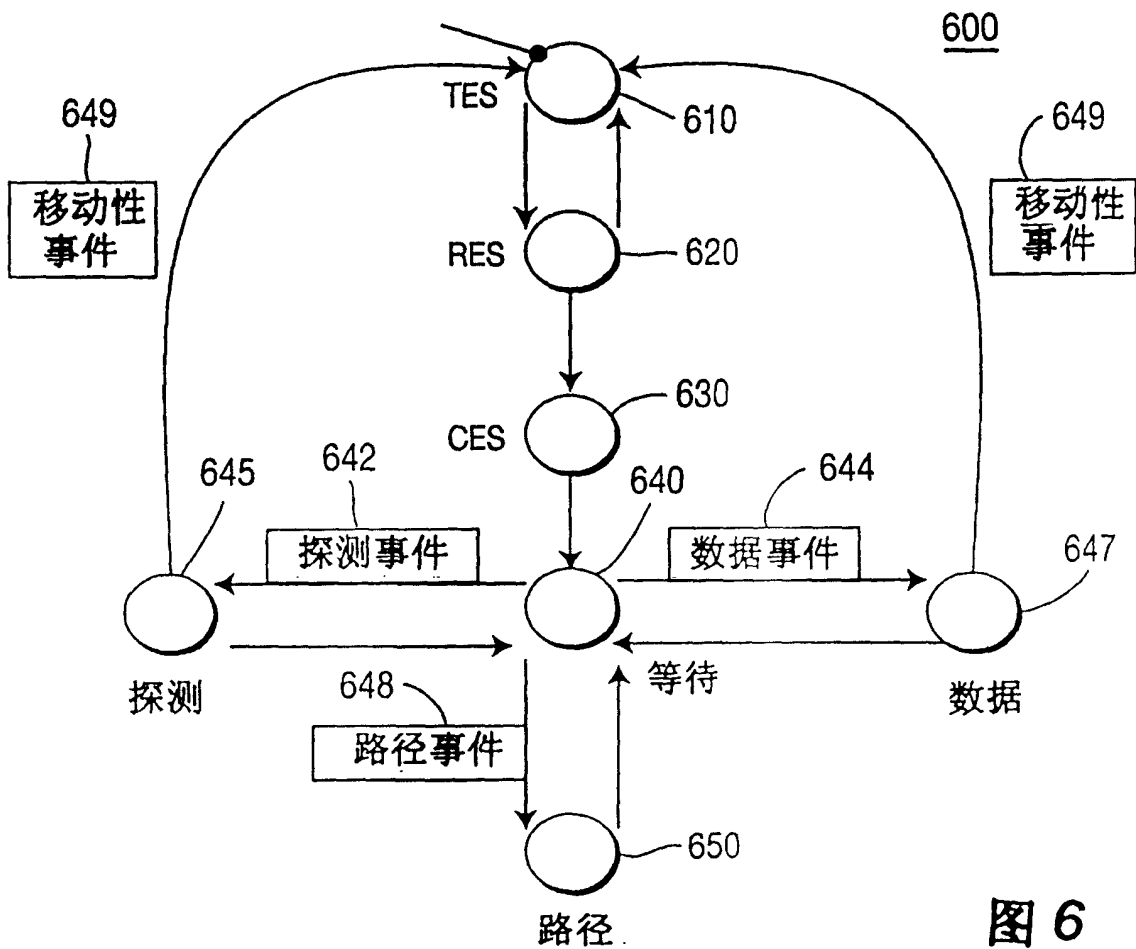 600
TES
610
649
移动性
事件
649
移动性
事件
RES
620
630
CES
645
642
探测事件
640
644
数据事件
647
探测
等待
数据
648
路径事件
650
路径
图 6